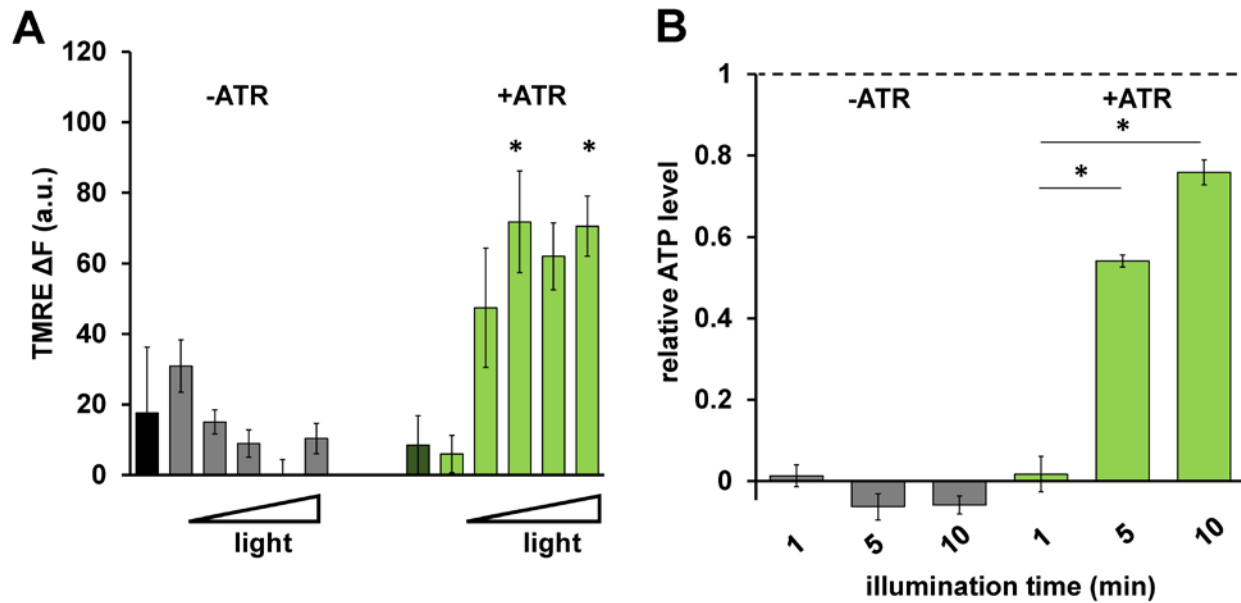 A
TMRE ΔF (a.u.)
120
100
80
60
40
20
0
-ATR
+ATR
*
*
light
light
B
relative ATP level
1
0.8
0.6
0.4
0.2
0
-ATR
+ATR
*
*
1
5
10
1
5
10
illumination time (min)